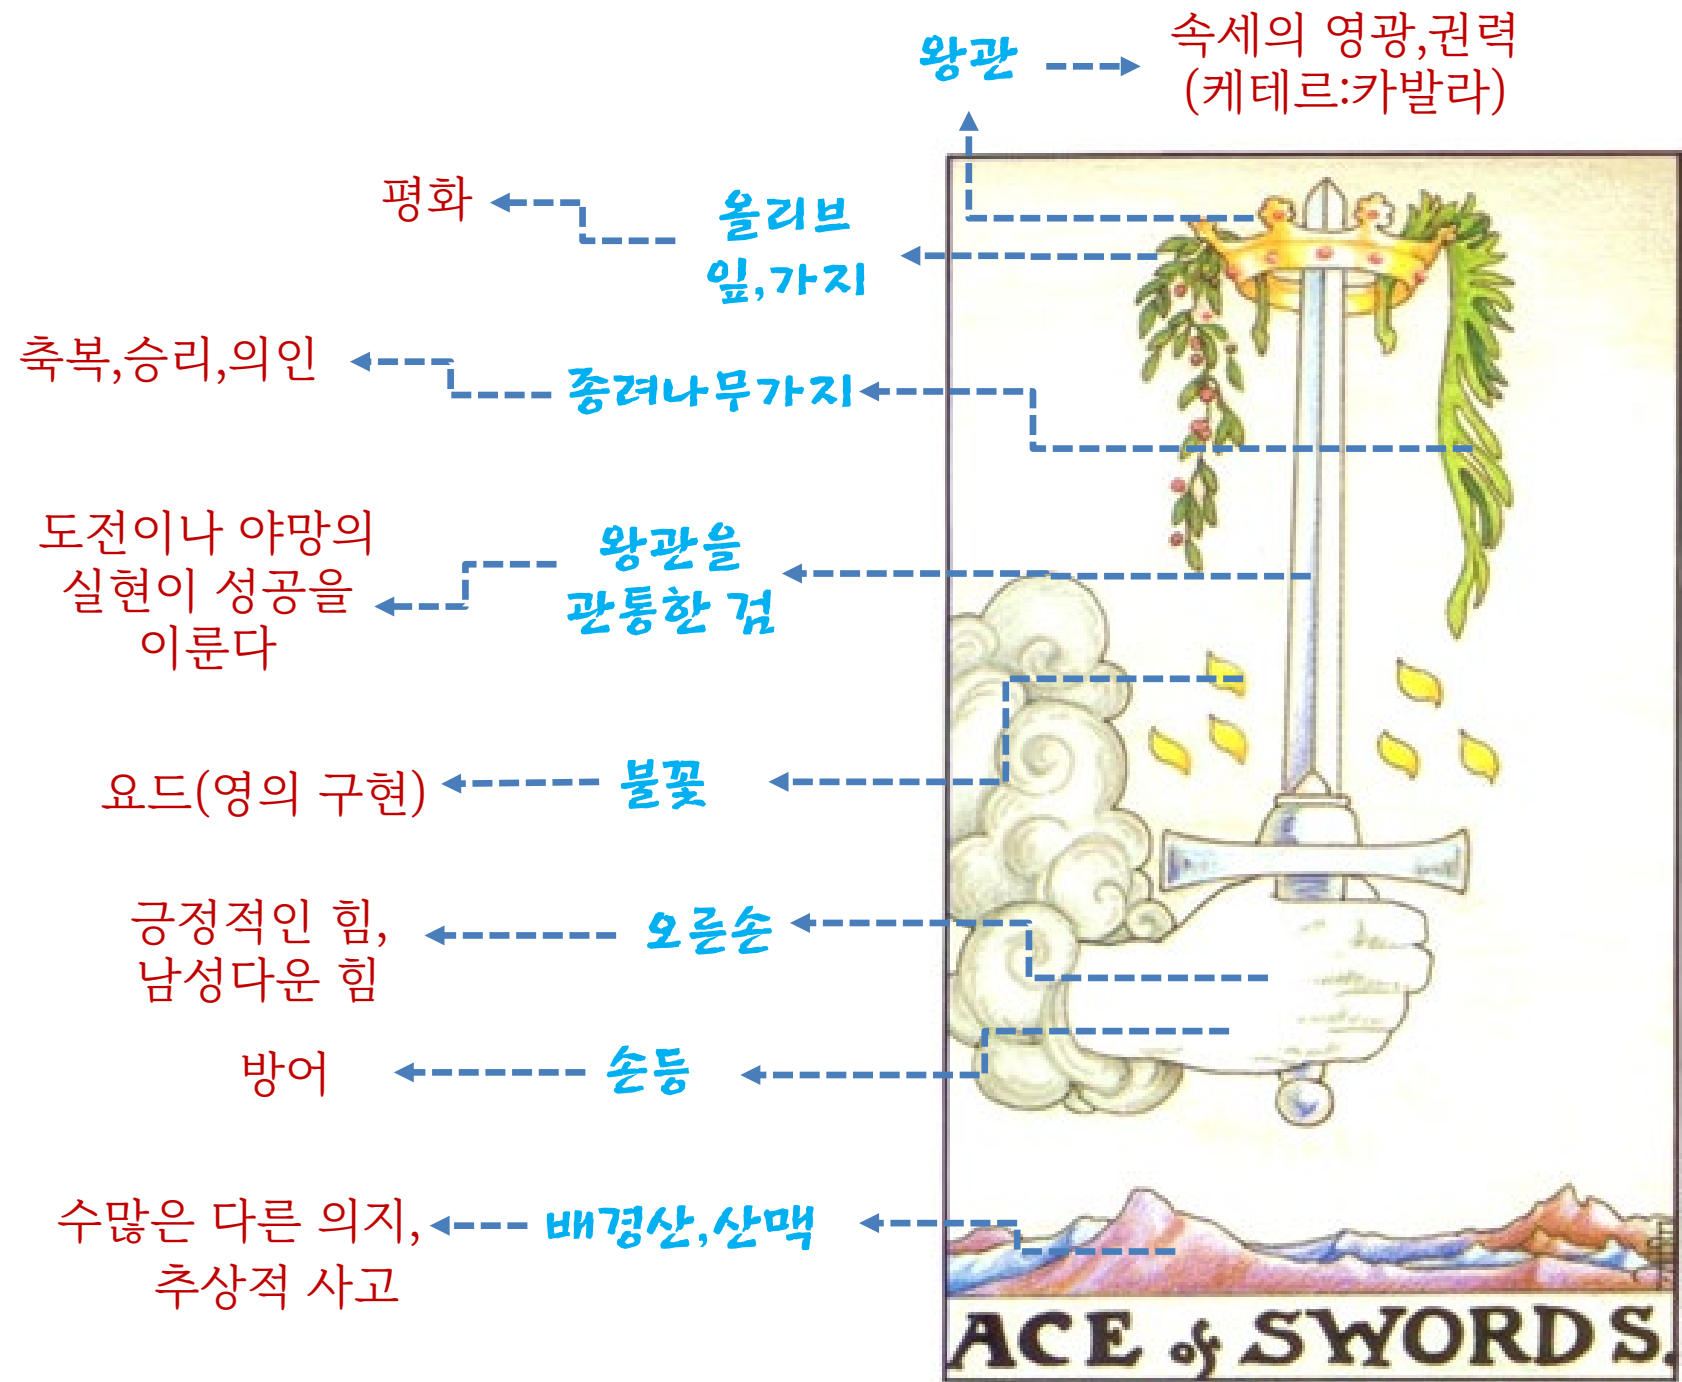 왕관
속세의 영광,권력
(케테르:카발라)
평화
올리브
잎,가지
축복,승리,의인
종려나무가지
도전이나 야망의
실현이 성공을
이룬다
왕관을
관통한 검
요드(영의 구현)
불꽃
긍정적인 힘,
남성다운 힘
오른손
방어
손등
수많은 다른 의지,
추상적 사고
배경산,산맥
ACE of SWORDS.